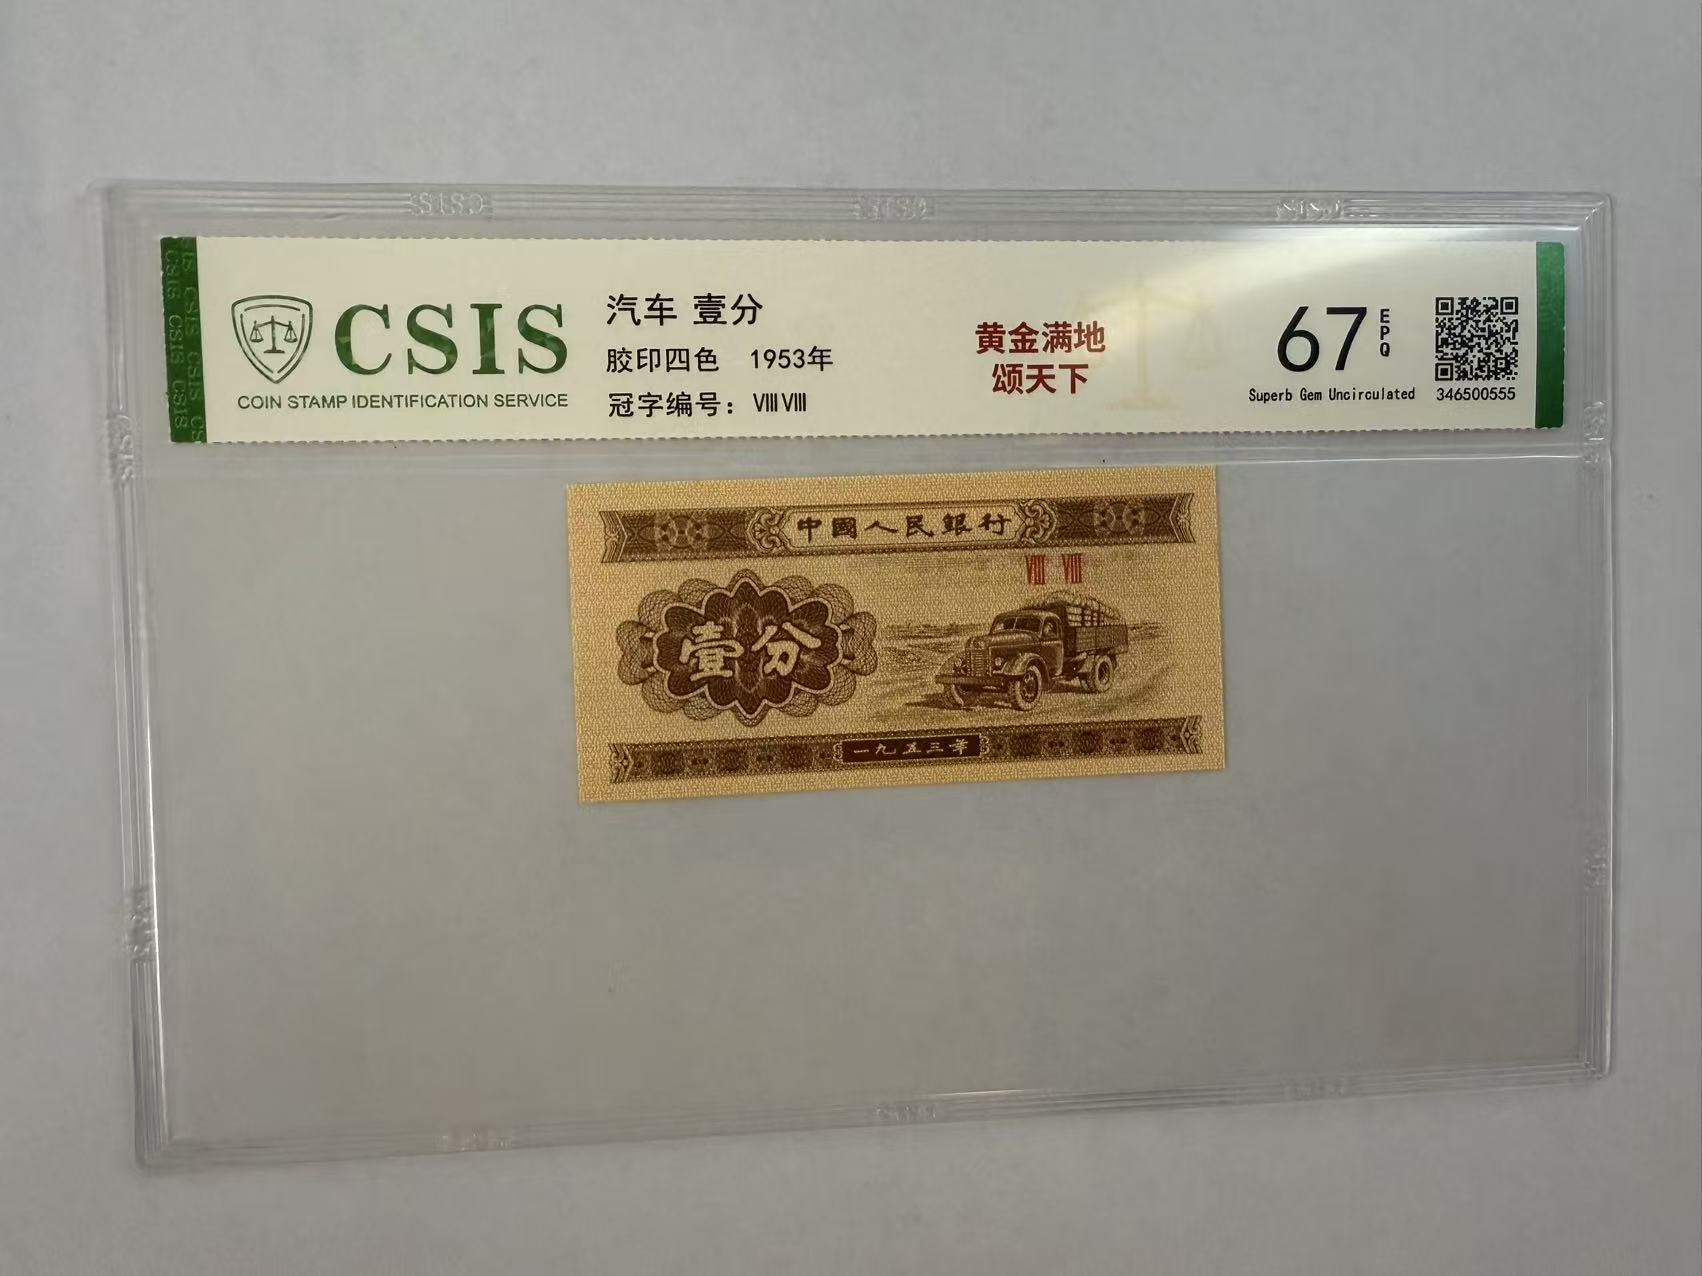 CSIS
COIN STAMP IDENTIFICATION SERVICE
汽车 壹分
胶印四色 1953年
冠字编号：ⅧⅧ
黄金满地
颂天下
67
EPQ
Superb Gem Uncirculated
346500555
中國人民銀行
Ⅷ Ⅷ
壹分
一九五三年